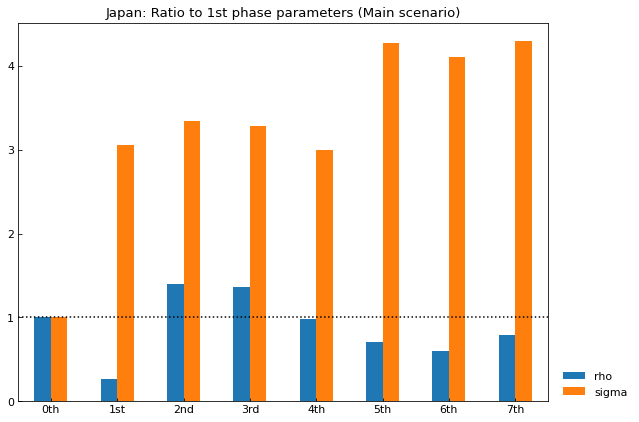 Japan: Ratio to 1st phase parameters (Main scenario)
4
3
2
1
0
0th 1st 2nd 3rd 4th 5th 6th 7th
rho
sigma